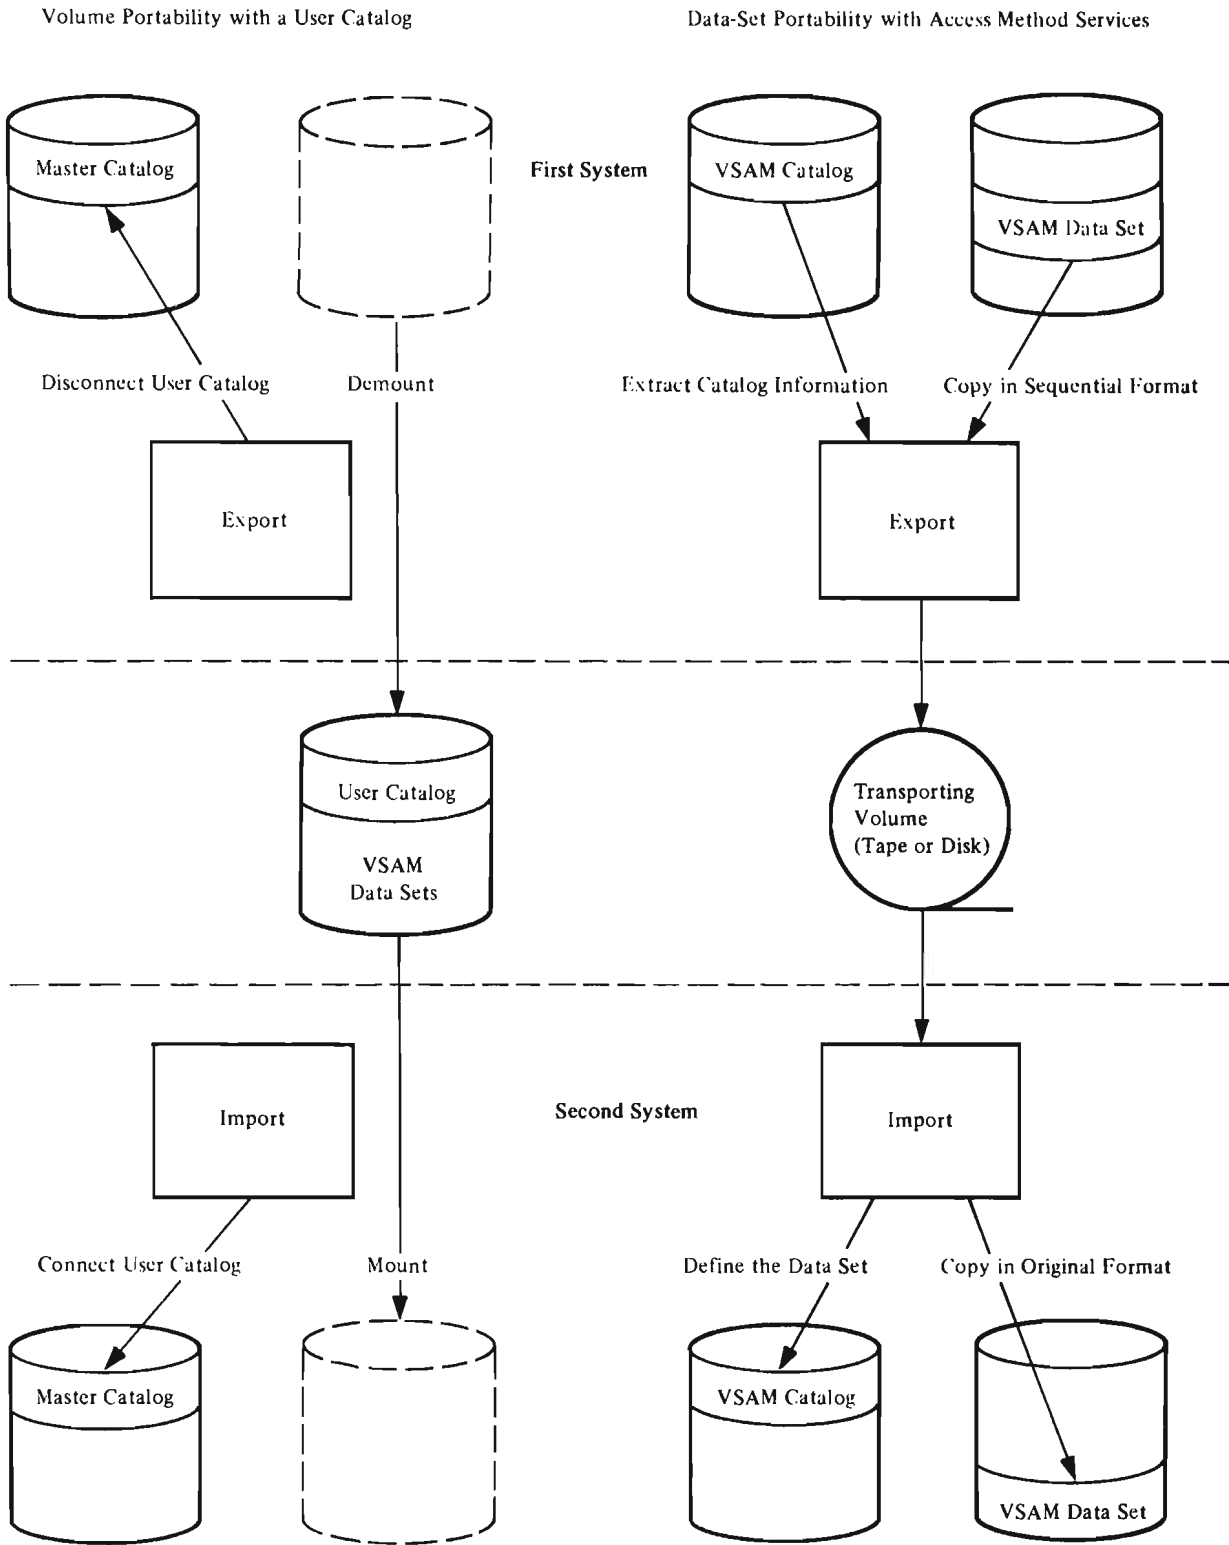 Volume Portability with a User Catalog
Data-Set Portability with Access Method Services
Master Catalog
First System
VSAM Catalog
VSAM Data Set
Disconnect User Catalog
Demount
Extract Catalog Information
Copy in Sequential Format
Export
Export
User Catalog
VSAM
Data Sets
Transporting
Volume
(Tape or Disk)
Import
Second System
Import
Connect User Catalog
Mount
Define the Data Set
Copy in Original Format
Master Catalog
VSAM Catalog
VSAM Data Set